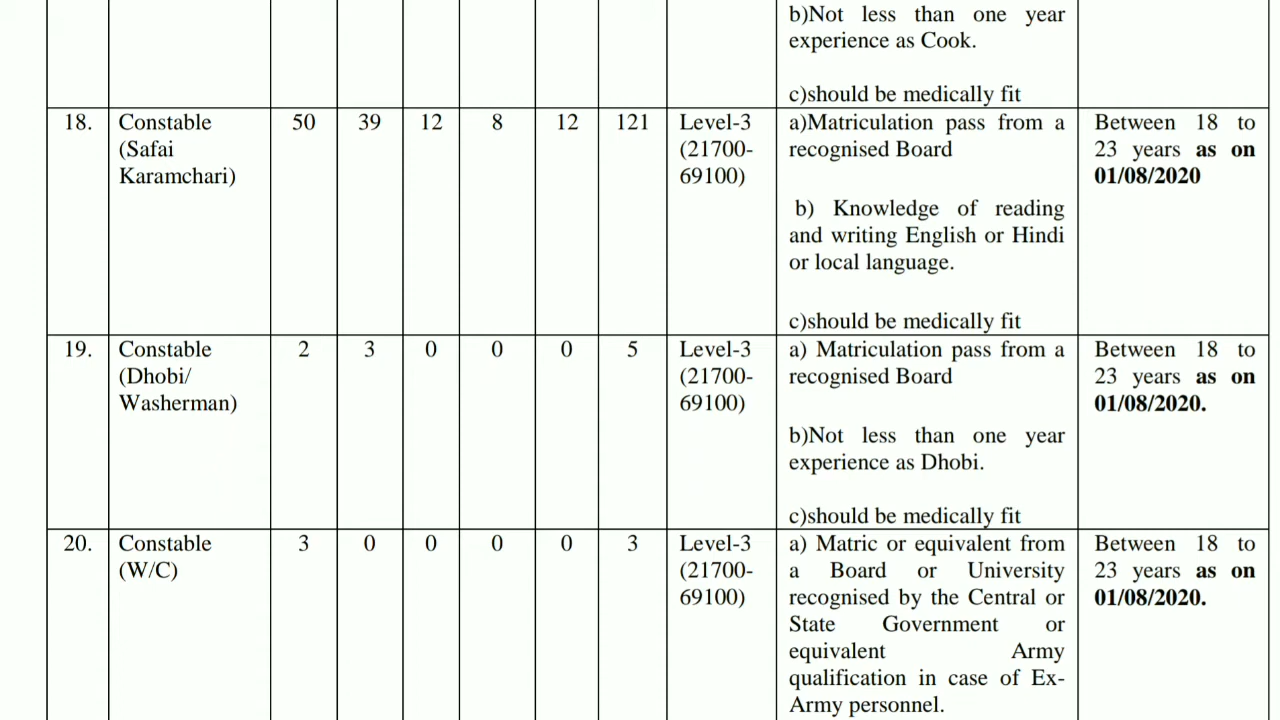 b)Not less than one year
experience as Cook.
c)should be medically fit
18. Constable 50 39 12 8 12 121 Level-3 a)Matriculation pass from a Between 18 to
(Safai (21700- recognised Board 23 years as on
Karamchari) 69100) 01/08/2020
b) Knowledge of reading
and writing English or Hindi
or local language.
c)should be medically fit
19. Constable 2 3 0 0 0 5 Level-3 a) Matriculation pass from a Between 18 to
(Dhobi/ (21700- recognised Board 23 years as on
Washerman) 69100) 01/08/2020.
b)Not less than one year
experience as Dhobi.
c)should be medically fit
20. Constable 3 0 0 0 0 3 Level-3 a) Matric or equivalent from Between 18 to
(W/C) (21700- a Board or University 23 years as on
69100) recognised by the Central or 01/08/2020.
State Government or
equivalent Army
qualification in case of Ex-
Army personnel.